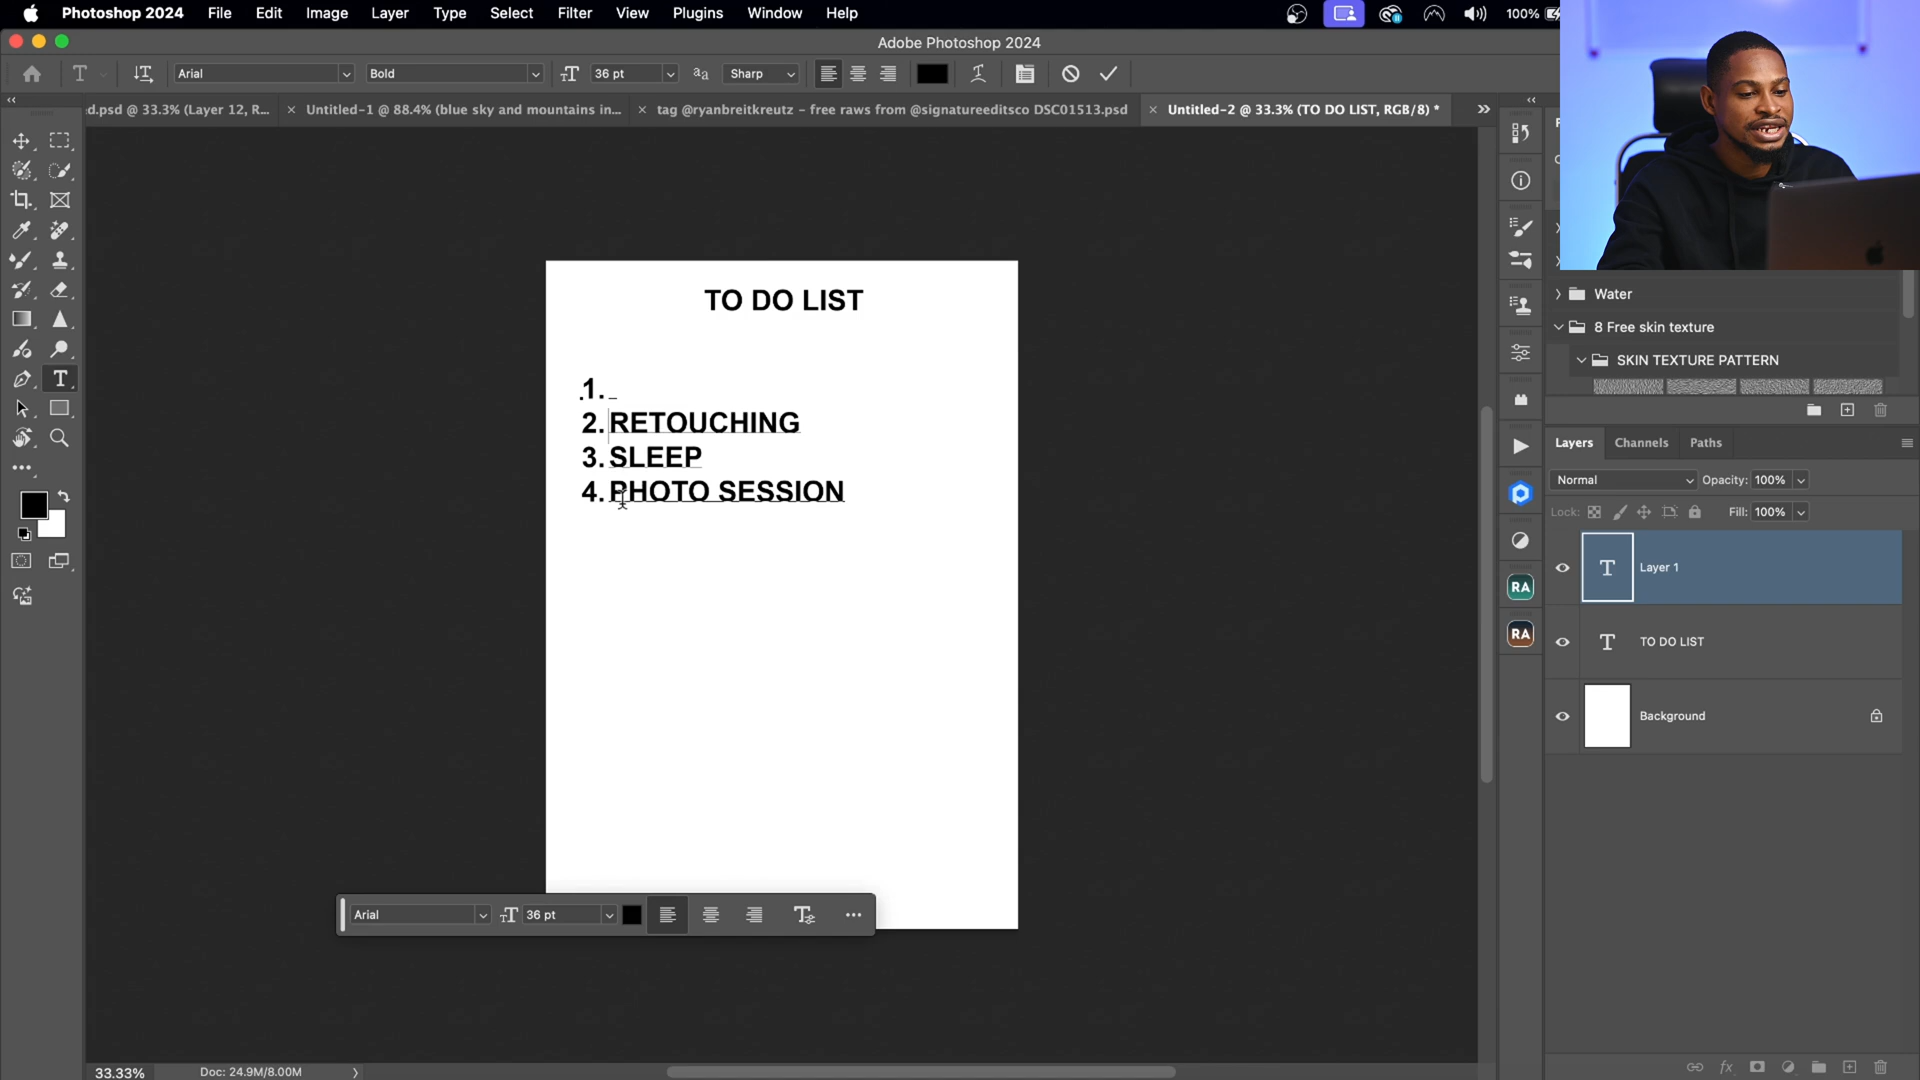 Photoshop 2024 File Edit Image Layer Type Select Filter View Plugins Window Help 100%
Adobe Photoshop 2024
Arial Bold 36 pt Sharp
d.psd @ 33.3% (Layer 12, R... Untitled-1 @ 88.4% (blue sky and mountains in... tag @ryanbreitkreutz – free raws from @signatureeditsco DSC01513.psd Untitled-2 @ 33.3% (TO DO LIST, RGB/8) *
Water
8 Free skin texture
SKIN TEXTURE PATTERN
TO DO LIST
1.
2. RETOUCHING
3. SLEEP
4. PHOTO SESSION
Layers Channels Paths
Normal Opacity: 100%
Lock: Fill: 100%
Layer 1
RA
TO DO LIST
RA
Background
Arial 36 pt
33.33% Doc: 24.9M/8.00M